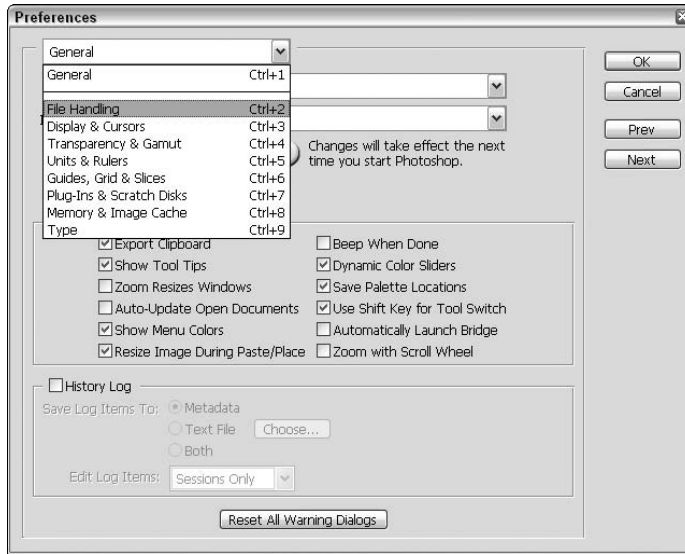 Preferences
General
General Ctrl+1
File Handling Ctrl+2
Display & Cursors Ctrl+3
Transparency & Gamut Ctrl+4
Units & Rulers Ctrl+5
Guides, Grid & Slices Ctrl+6
Plug-Ins & Scratch Disks Ctrl+7
Memory & Image Cache Ctrl+8
Type Ctrl+9
Changes will take effect the next
time you start Photoshop.
Export Clipboard
Show Tool Tips
Zoom Resizes Windows
Auto-Update Open Documents
Show Menu Colors
Resize Image During Paste/Place
Beep When Done
Dynamic Color Sliders
Save Palette Locations
Use Shift Key for Tool Switch
Automatically Launch Bridge
Zoom with Scroll Wheel
History Log
Save Log Items To: Metadata
Text File Choose...
Both
Edit Log Items: Sessions Only
Reset All Warning Dialogs
OK
Cancel
Prev
Next